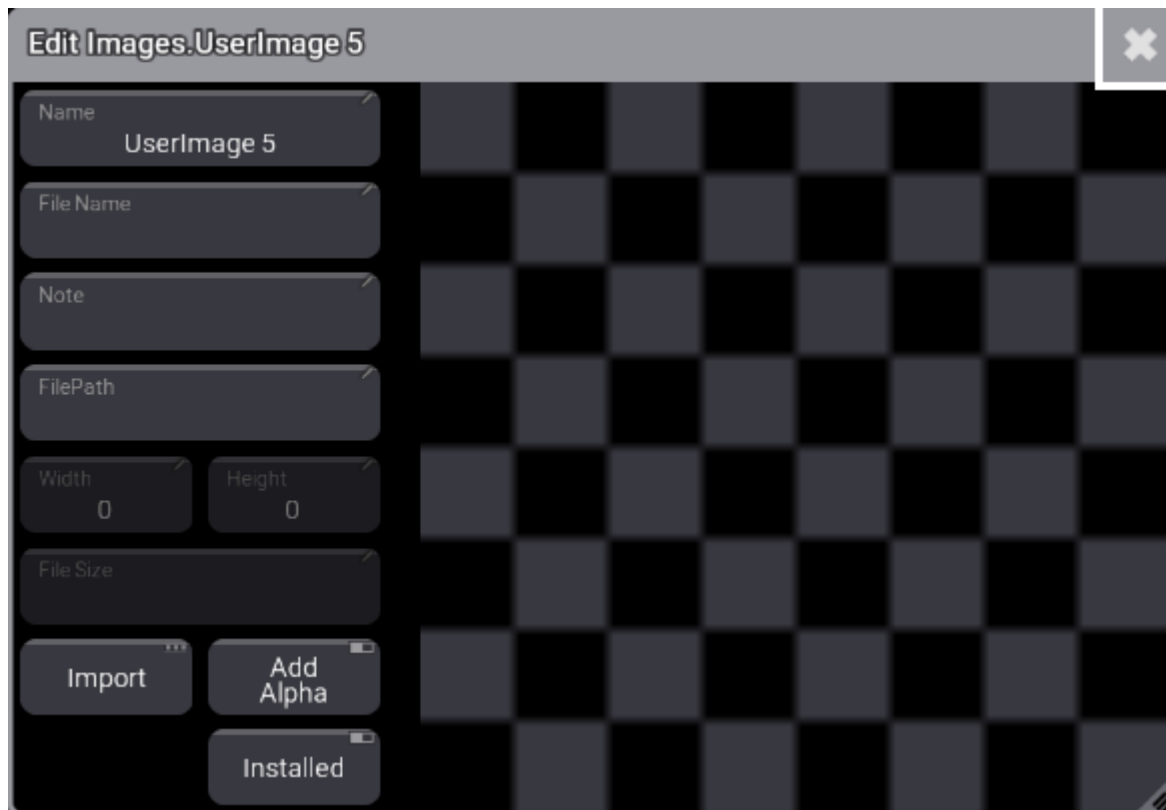 Edit Images.UserImage 5
Name
UserImage 5
File Name
Note
FilePath
Width
0
Height
0
File Size
Import
Add
Alpha
Installed